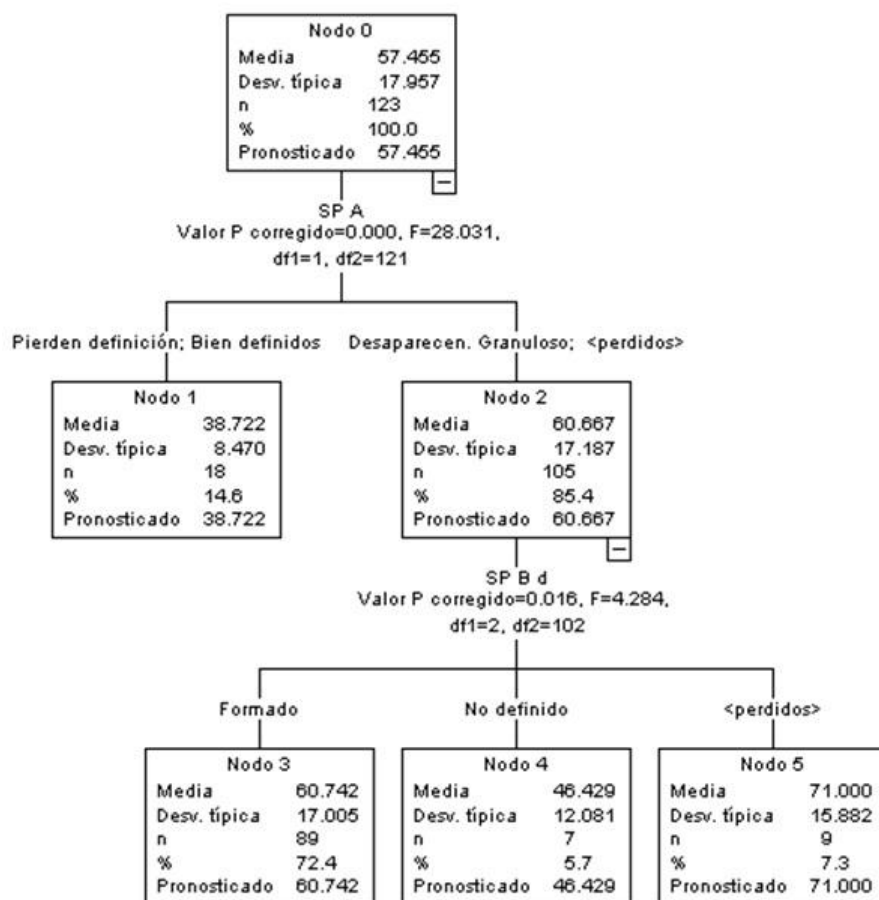 Nodo 0
Media 57.455
Desv. típica 17.957
n 123
% 100.0
Pronosticado 57.455
SP A
Valor P corregido=0.000, F=28.031,
df1=1, df2=121
Pierden definición; Bien definidos
Desaparecen. Granuloso; <perdidos>
Nodo 1
Media 38.722
Desv. típica 8.470
n 18
% 14.6
Pronosticado 38.722
Nodo 2
Media 60.667
Desv. típica 17.187
n 105
% 85.4
Pronosticado 60.667
SP B d
Valor P corregido=0.016, F=4.284,
df1=2, df2=102
Formado
No definido
<perdidos>
Nodo 3
Media 60.742
Desv. típica 17.005
n 89
% 72.4
Pronosticado 60.742
Nodo 4
Media 46.429
Desv. típica 12.081
n 7
% 5.7
Pronosticado 46.429
Nodo 5
Media 71.000
Desv. típica 15.882
n 9
% 7.3
Pronosticado 71.000